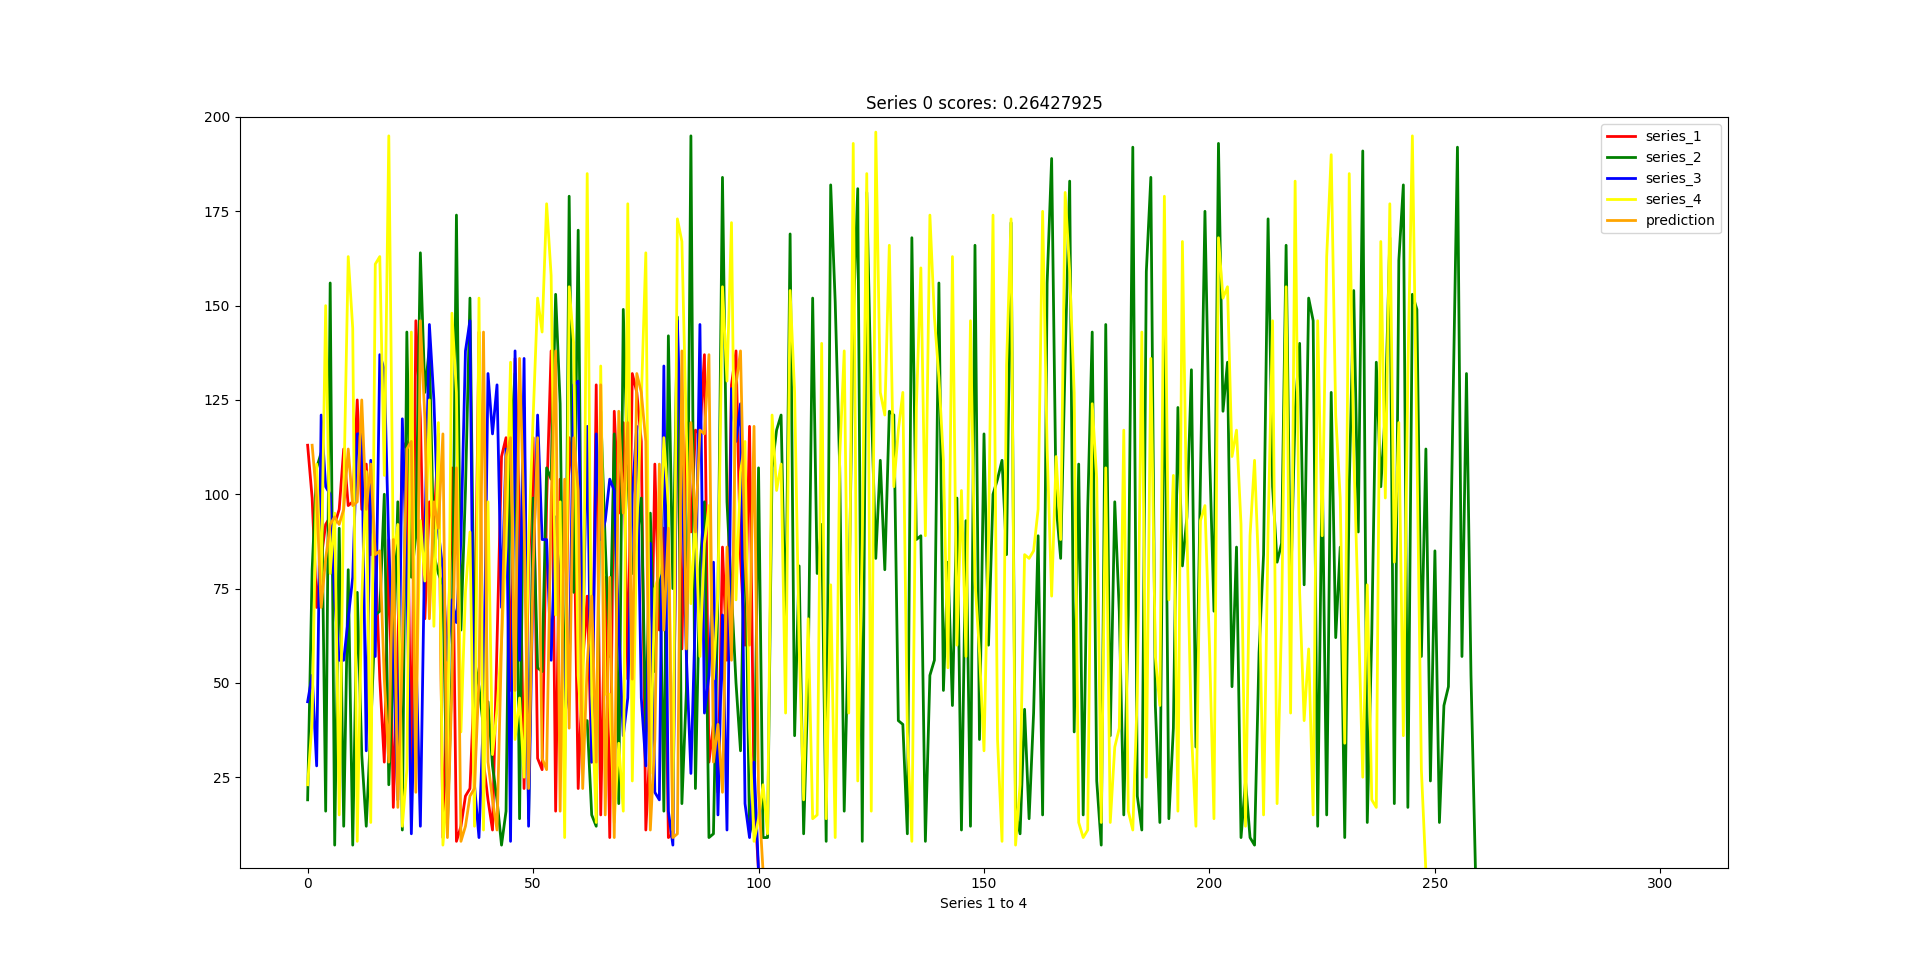 Series 0 scores: 0.26427925
200
175
150
125
100
75
50
25
series_1
series_2
series_3
series_4
prediction
0 50 100 150 200 250 300
Series 1 to 4